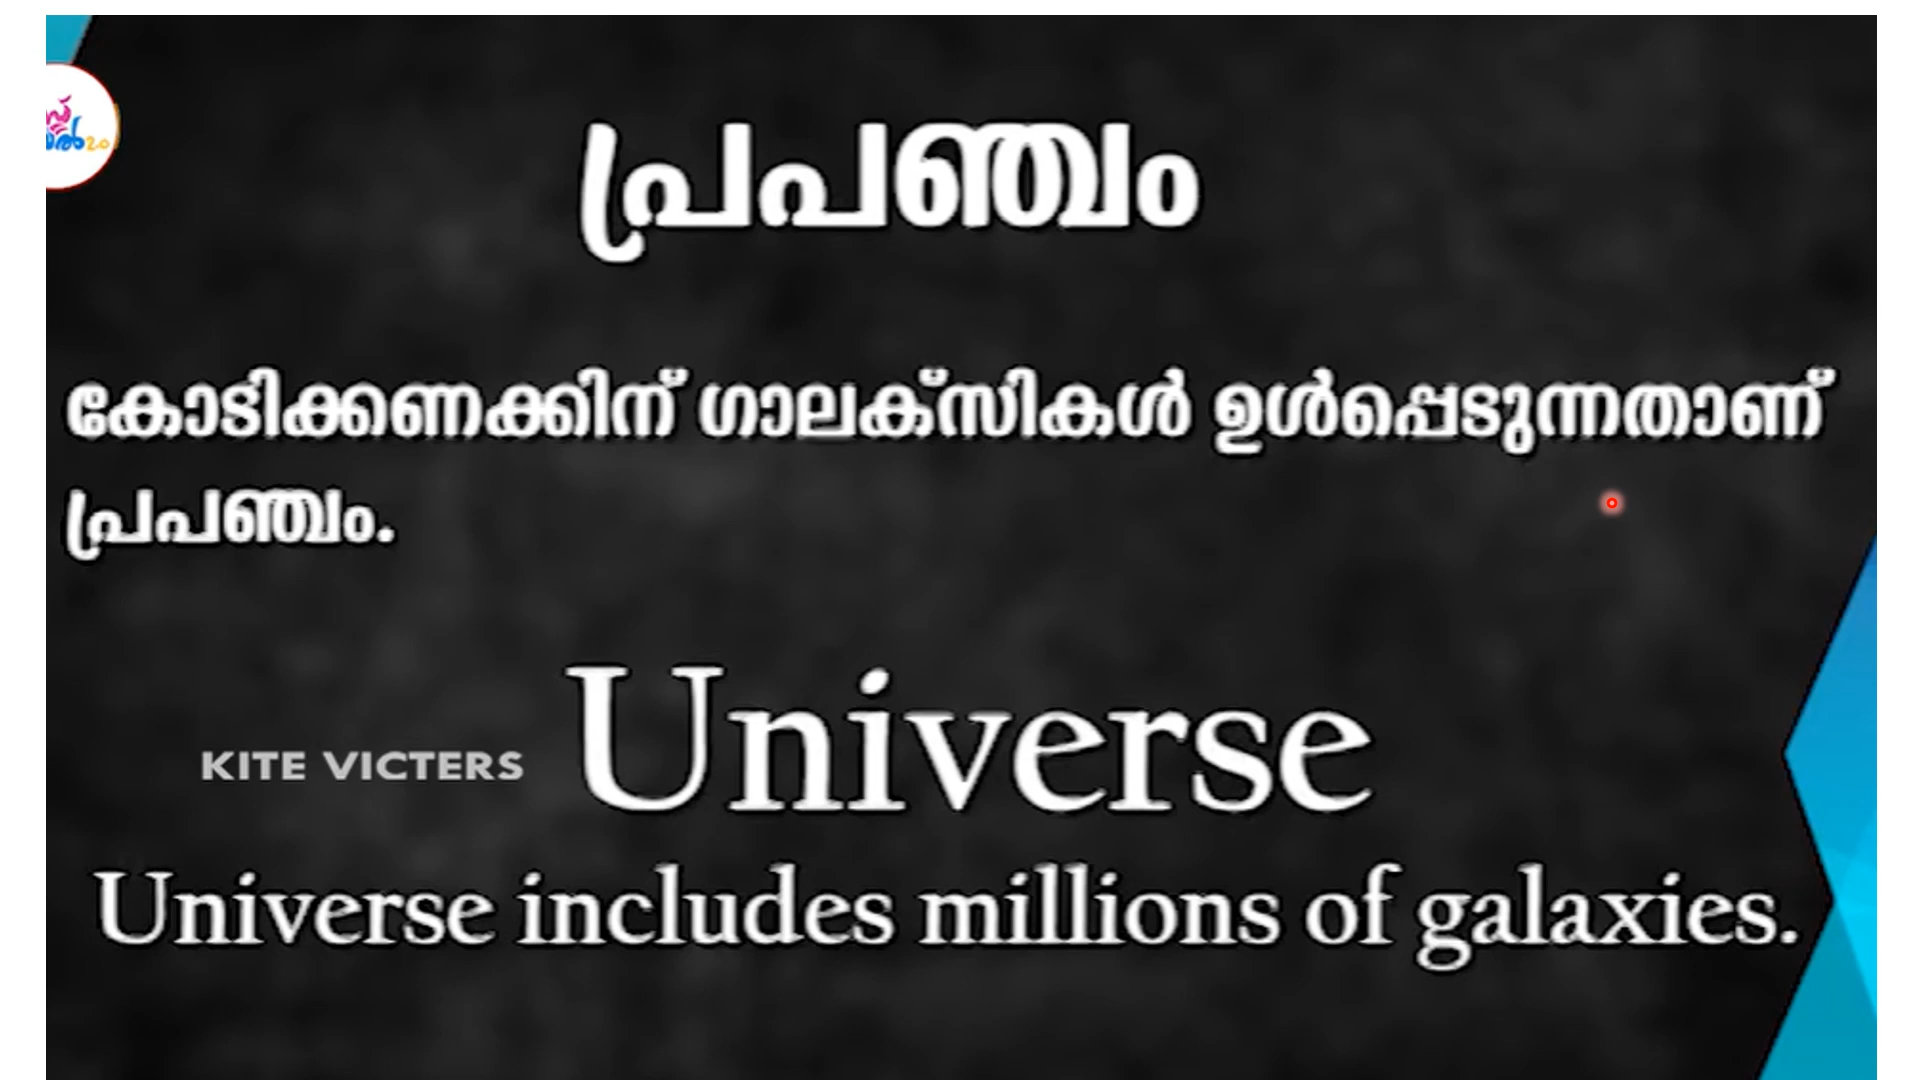 പ്രപഞ്ചം
കോടിക്കണക്കിന് ഗാലക്സികൾ ഉൾപ്പെടുന്നതാണ്
പ്രപഞ്ചം.
Universe
KITE VICTERS
Universe includes millions of galaxies.